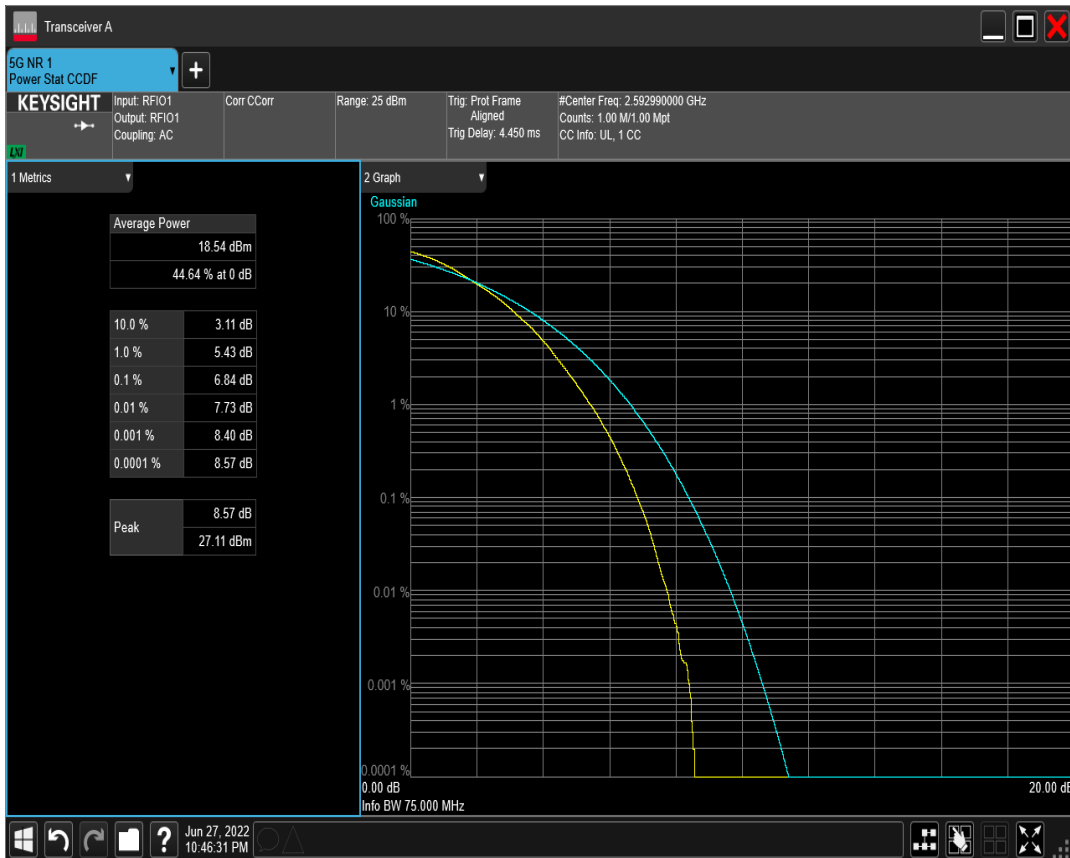 Transceiver A
5G NR 1
Power Stat CCDF
+
KEYSIGHT
LXI
Input: RFIO1
Output: RFIO1
Coupling: AC
Corr CCorr
Range: 25 dBm
Trig: Prot Frame
Aligned
Trig Delay: 4.450 ms
#Center Freq: 2.592990000 GHz
Counts: 1.00 M/1.00 Mpt
CC Info: UL, 1 CC
1 Metrics
Average Power
18.54 dBm
44.64 % at 0 dB
10.0 % 3.11 dB
1.0 % 5.43 dB
0.1 % 6.84 dB
0.01 % 7.73 dB
0.001 % 8.40 dB
0.0001 % 8.57 dB
Peak 8.57 dB
27.11 dBm
2 Graph
Gaussian
100 %
10 %
1 %
0.1 %
0.01 %
0.001 %
0.0001 %
0.00 dB 20.00 dB
Info BW 75.000 MHz
?
Jun 27, 2022
10:46:31 PM